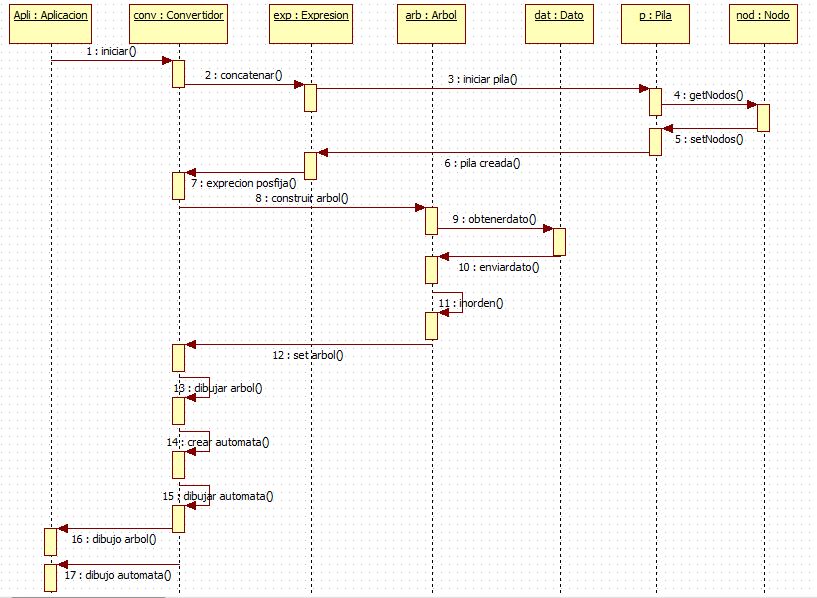 Apli : Aplicacion
conv : Convertidor
exp : Expresion
arb : Arbol
dat : Dato
p : Pila
nod : Nodo
1 : iniciar()
2 : concatenar()
3 : iniciar pila()
4 : getNodos()
5 : setNodos()
6 : pila creada()
7 : exprecion posfija()
8 : construir arbol()
9 : obtenerdato()
10 : enviardato()
11 : inorden()
12 : set arbol()
13 : dibujar arbol()
14 : crear automata()
15 : dibujar automata()
16 : dibujo arbol()
17 : dibujo automata()